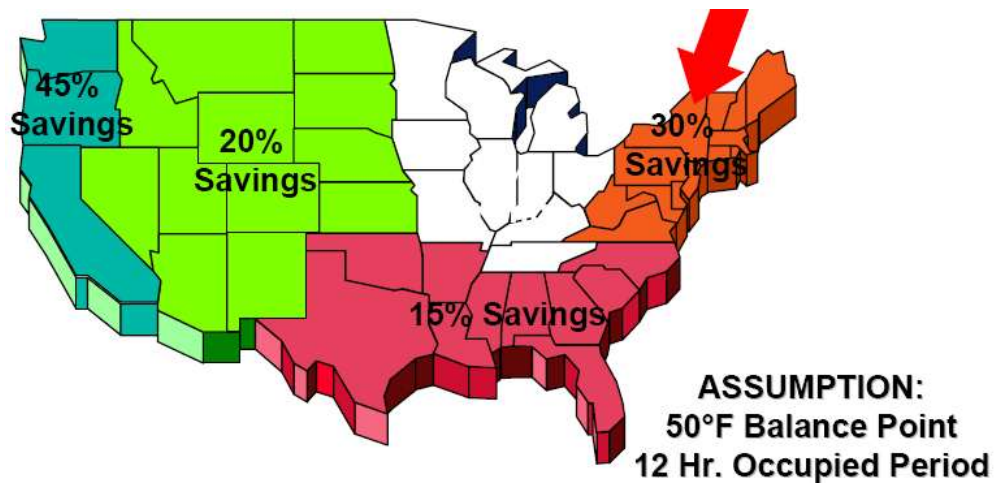 45%
Savings
20%
Savings
30%
Savings
15% Savings
ASSUMPTION:
50°F Balance Point
12 Hr. Occupied Period